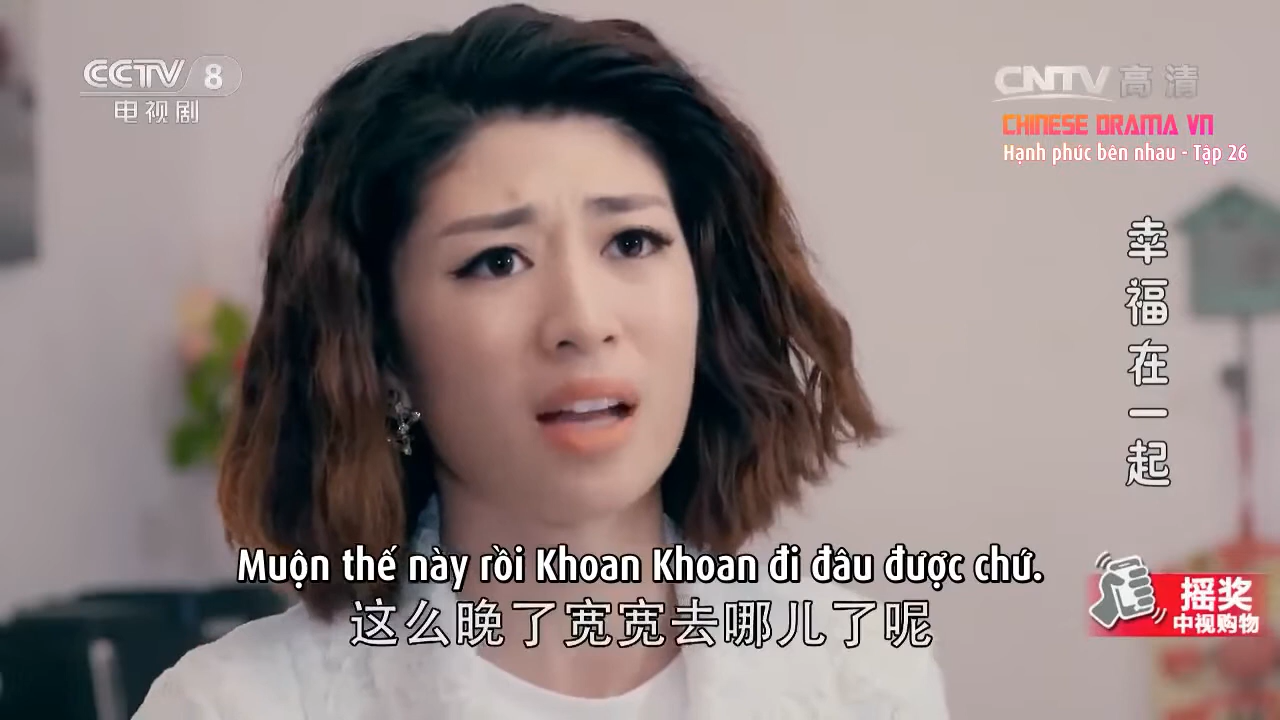 CCTV 8
电视剧
CNTV 高清
CHINESE DRAMA VN
Hạnh phúc bên nhau - Tập 26
幸福在一起
Muộn thế này rồi Khoan Khoan đi đâu được chứ.
这么晚了宽宽去哪儿了呢
摇奖
中视购物